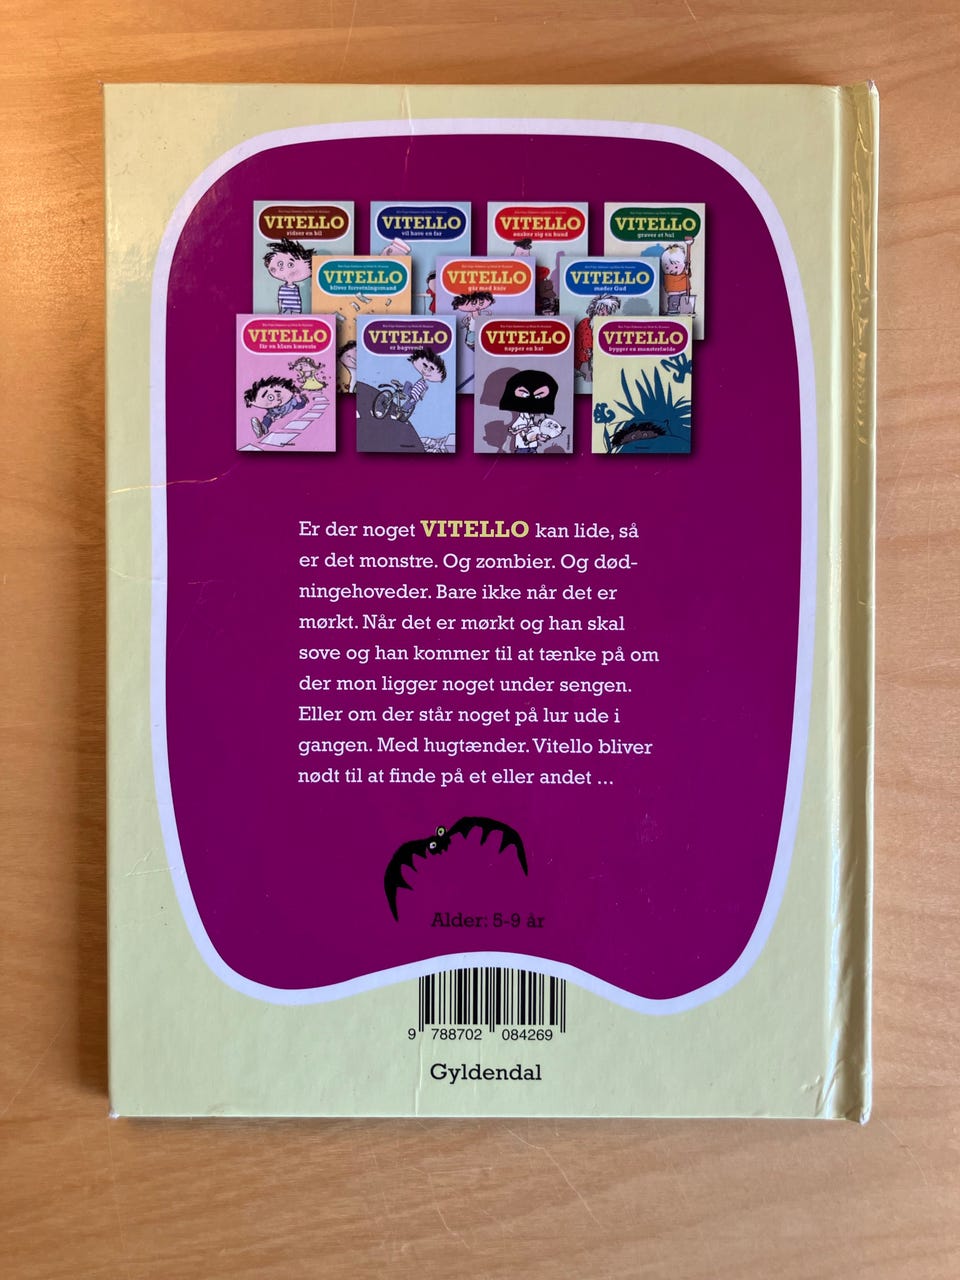 VITELLO
ridser en bil
VITELLO
vil have en far
VITELLO
ønsker sig en hund
VITELLO
graver et hul
VITELLO
bliver forretningsmand
VITELLO
går med kniv
VITELLO
møder Gud
VITELLO
får en klam kæreste
VITELLO
er bagvendt
VITELLO
napper en kat
VITELLO
bygger en monsterfælde
Er der noget VITELLO kan lide, så
er det monstre. Og zombier. Og død-
ningehoveder. Bare ikke når det er
mørkt. Når det er mørkt og han skal
sove og han kommer til at tænke på om
der mon ligger noget under sengen.
Eller om der står noget på lur ude i
gangen. Med hugtænder. Vitello bliver
nødt til at finde på et eller andet ...
Alder: 5-9 år
9 788702 084269
Gyldendal